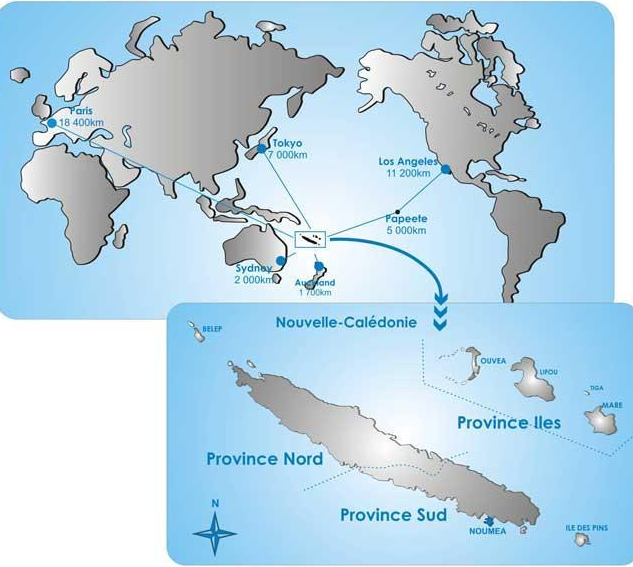 Paris
18 400km
Tokyo
7 000km
Los Angeles
11 200km
Papeete
5 000km
Sydney
2 000km
Auckland
1 700km
Nouvelle-Calédonie
BELEP
OUVEA
LIFOU
TIGA
MARE
Province Iles
Province Nord
Province Sud
N
NOUMEA
ILE DES PINS